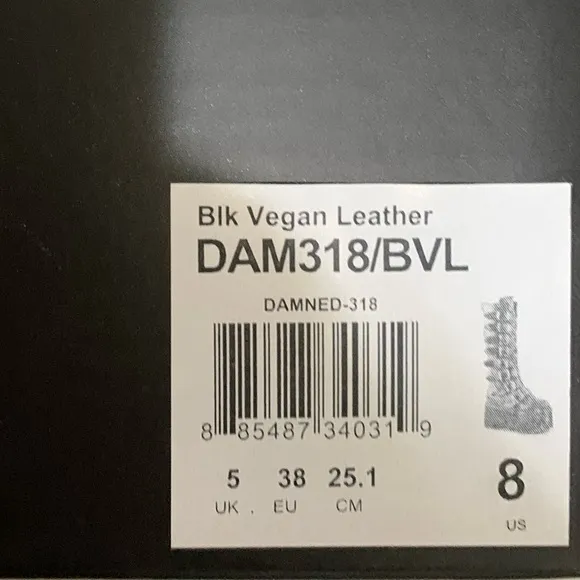 Blk Vegan Leather
DAM318/BVL
DAMNED-318
8 85487 34031 9
5 38 25.1 8
UK . EU CM US